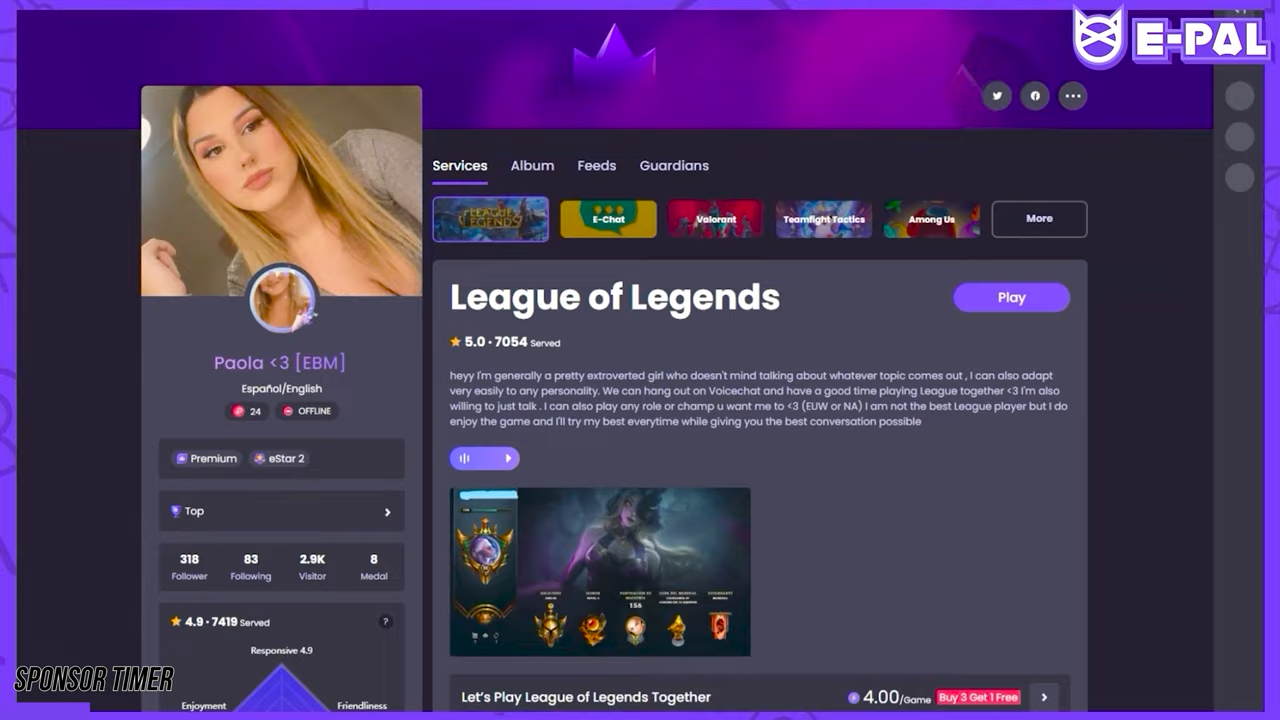 E-PAL
Services Album Feeds Guardians
LEAGUE OF LEGENDS
E-Chat
Valorant
Teamfight Tactics
Among Us
More
League of Legends
Play
5.0 · 7054 Served
heyy I'm generally a pretty extroverted girl who doesn't mind talking about whatever topic comes out , I can also adapt
very easily to any personality. We can hang out on Voicechat and have a good time playing League together <3 I'm also
willing to just talk . I can also play any role or champ u want me to <3 (EUW or NA) I am not the best League player but I do
enjoy the game and I'll try my best everytime while giving you the best conversation possible
156
Let's Play League of Legends Together
4.00/Game Buy 3 Get 1 Free
Paola <3 [EBM]
Español/English
24 OFFLINE
Premium eStar 2
Top
318 83 2.9K 8
Follower Following Visitor Medal
4.9 · 7419 Served ?
Responsive 4.9
Enjoyment Friendliness
SPONSOR TIMER